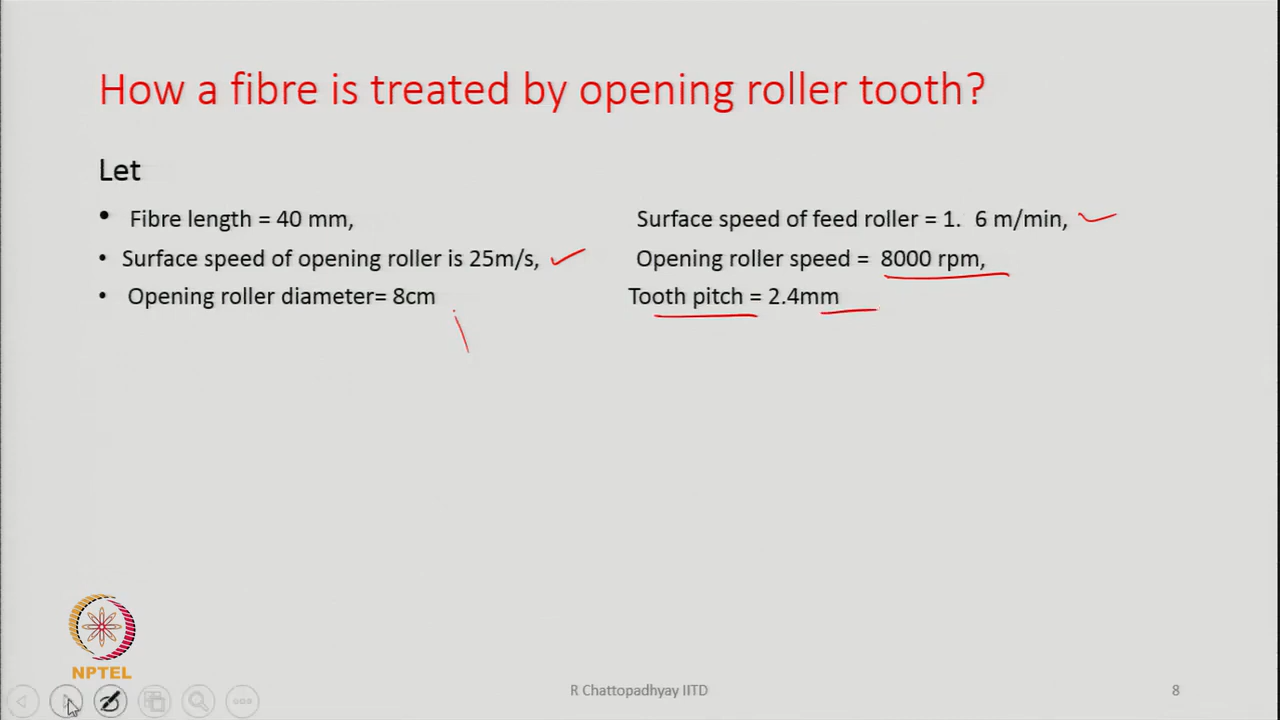 How a fibre is treated by opening roller tooth?
Let
• Fibre length = 40 mm, Surface speed of feed roller = 1. 6 m/min,
• Surface speed of opening roller is 25m/s, Opening roller speed = 8000 rpm,
• Opening roller diameter= 8cm Tooth pitch = 2.4mm
NPTEL
R Chattopadhyay IITD 8